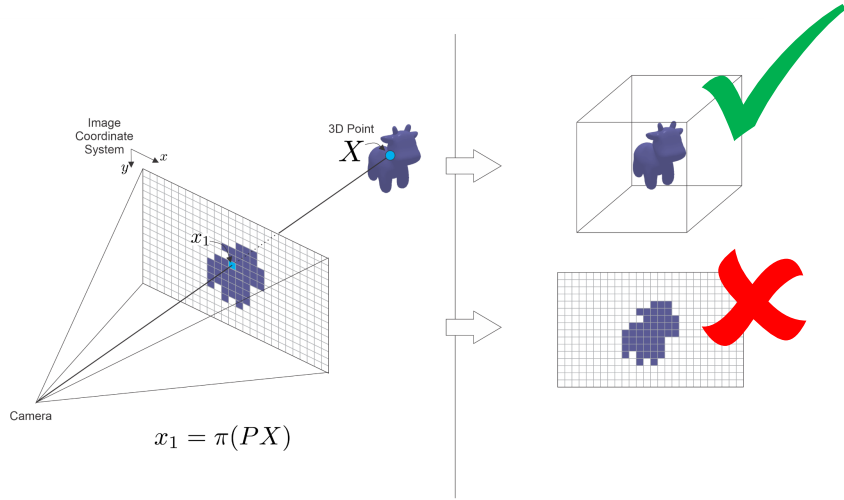 Image
Coordinate
System
x
y
3D Point
X
x₁
Camera
x₁ = π(PX)